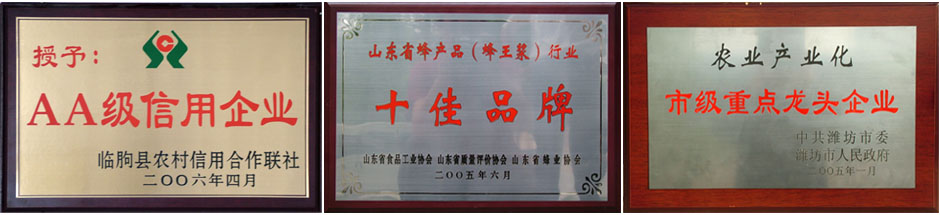 授予：
AA级信用企业
临朐县农村信用合作联社
二〇〇六年四月
山东省蜂产品（蜂王浆）行业
十佳品牌
山东省食品工业协会 山东省质量评价协会 山东省蜂业协会
二〇〇五年六月
农业产业化
市级重点龙头企业
中共潍坊市委
潍坊市人民政府
二〇〇五年一月